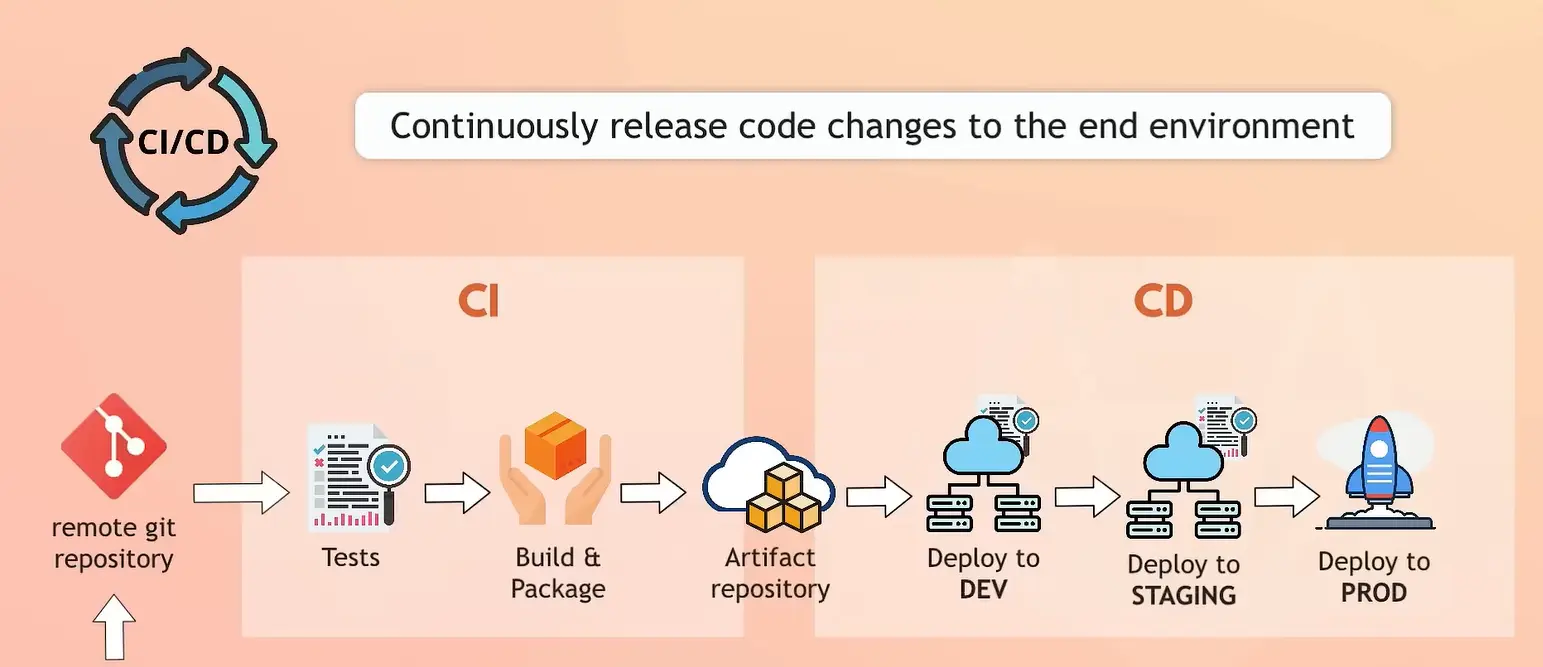 CI/CD
Continuously release code changes to the end environment
CI
CD
remote git
repository
Tests
Build &
Package
Artifact
repository
Deploy to
DEV
Deploy to
STAGING
Deploy to
PROD